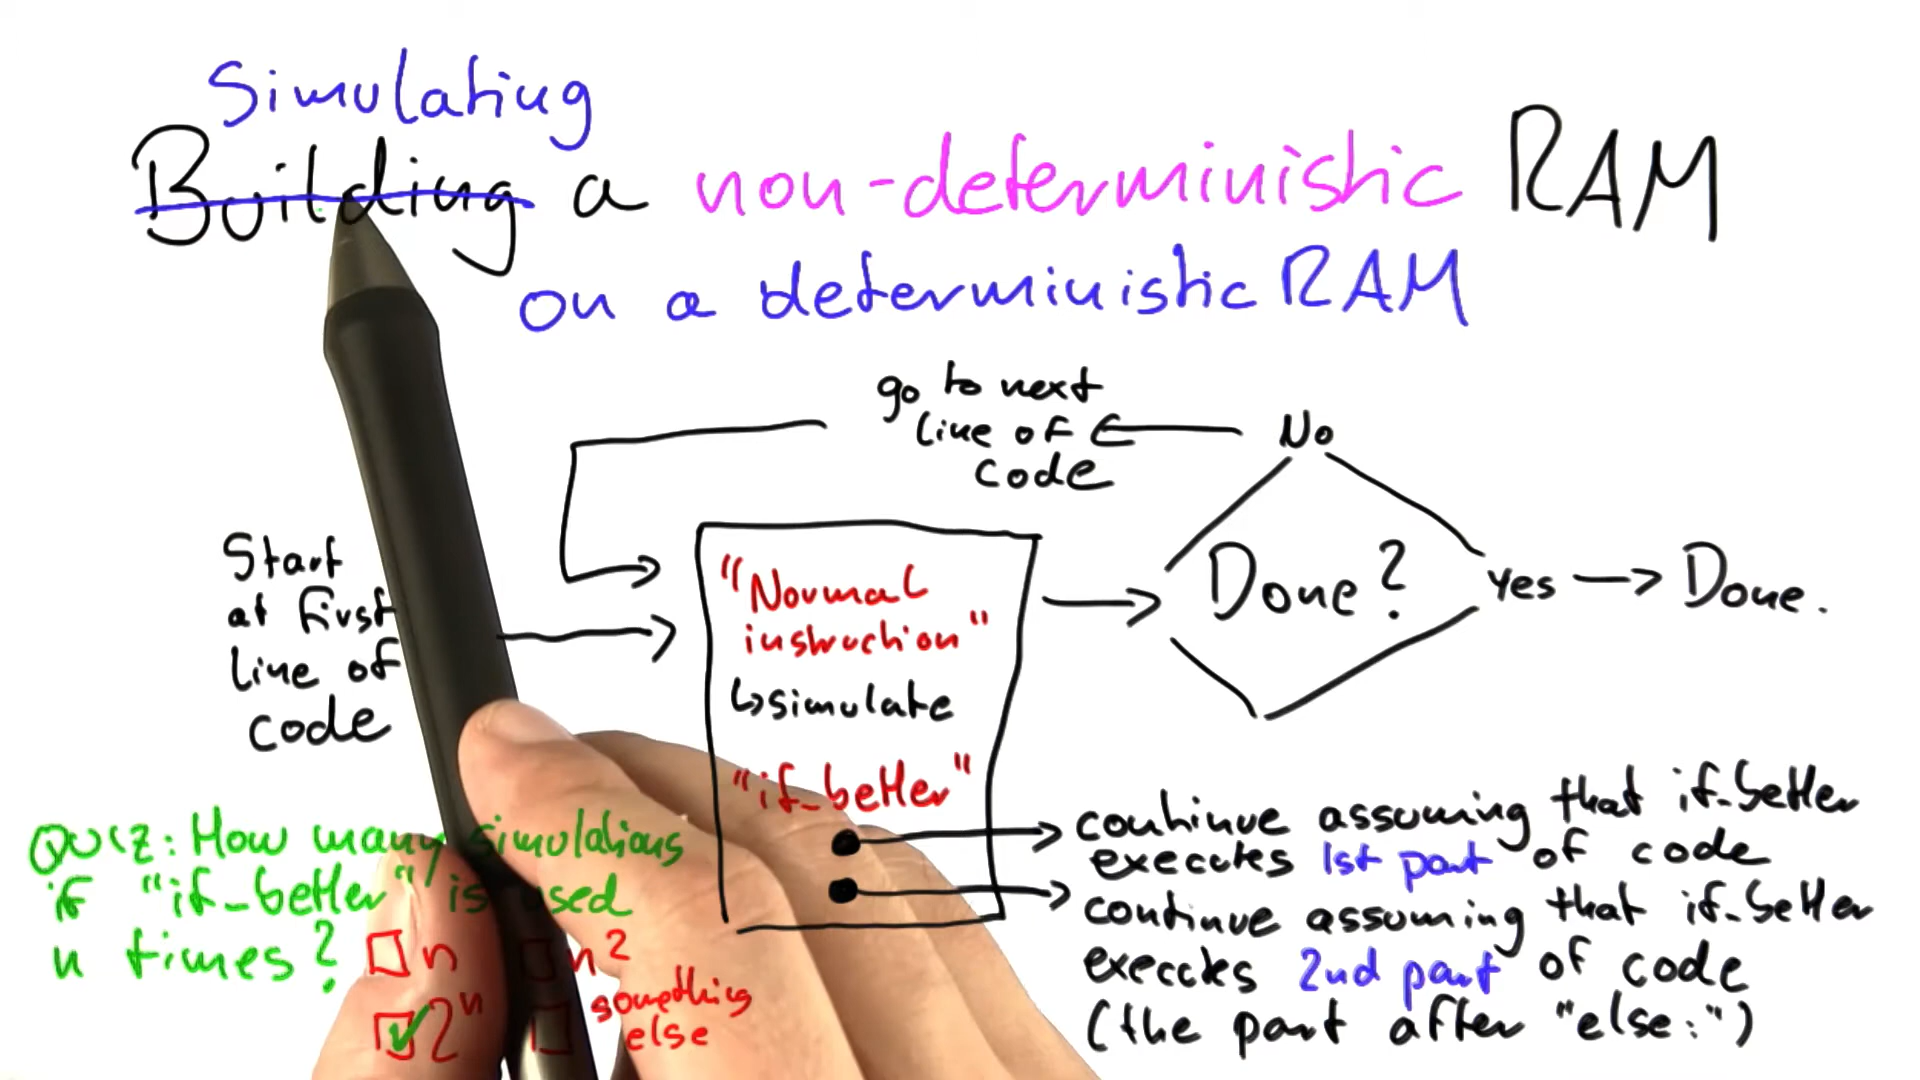 Simulating
Building a non-deterministic RAM
on a deterministic RAM
go to next
line of
code
No
Start
at first
line of
code
"Normal
instruction"
↳simulate
"if_better"
Done?
yes
Done.
continue assuming that if_better
executes 1st part of code
continue assuming that if_better
executes 2nd part of code
(the part after "else:")
QUIZ: How many simulations
if "if_better" is used
n times?
n
n²
2ⁿ
something
else